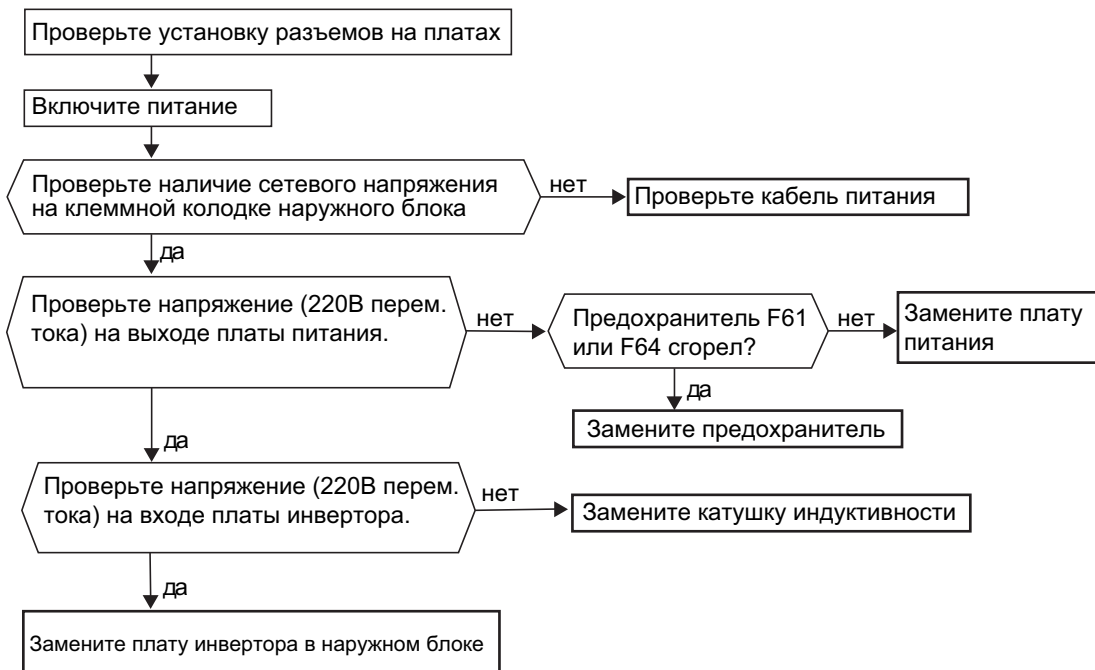 Проверьте установку разъемов на платах
Включите питание
Проверьте наличие сетевого напряжения
на клеммной колодке наружного блока
нет
Проверьте кабель питания
да
Проверьте напряжение (220В перем.
тока) на выходе платы питания.
нет
Предохранитель F61
или F64 сгорел?
нет
Замените плату
питания
да
Замените предохранитель
да
Проверьте напряжение (220В перем.
тока) на входе платы инвертора.
нет
Замените катушку индуктивности
да
Замените плату инвертора в наружном блоке